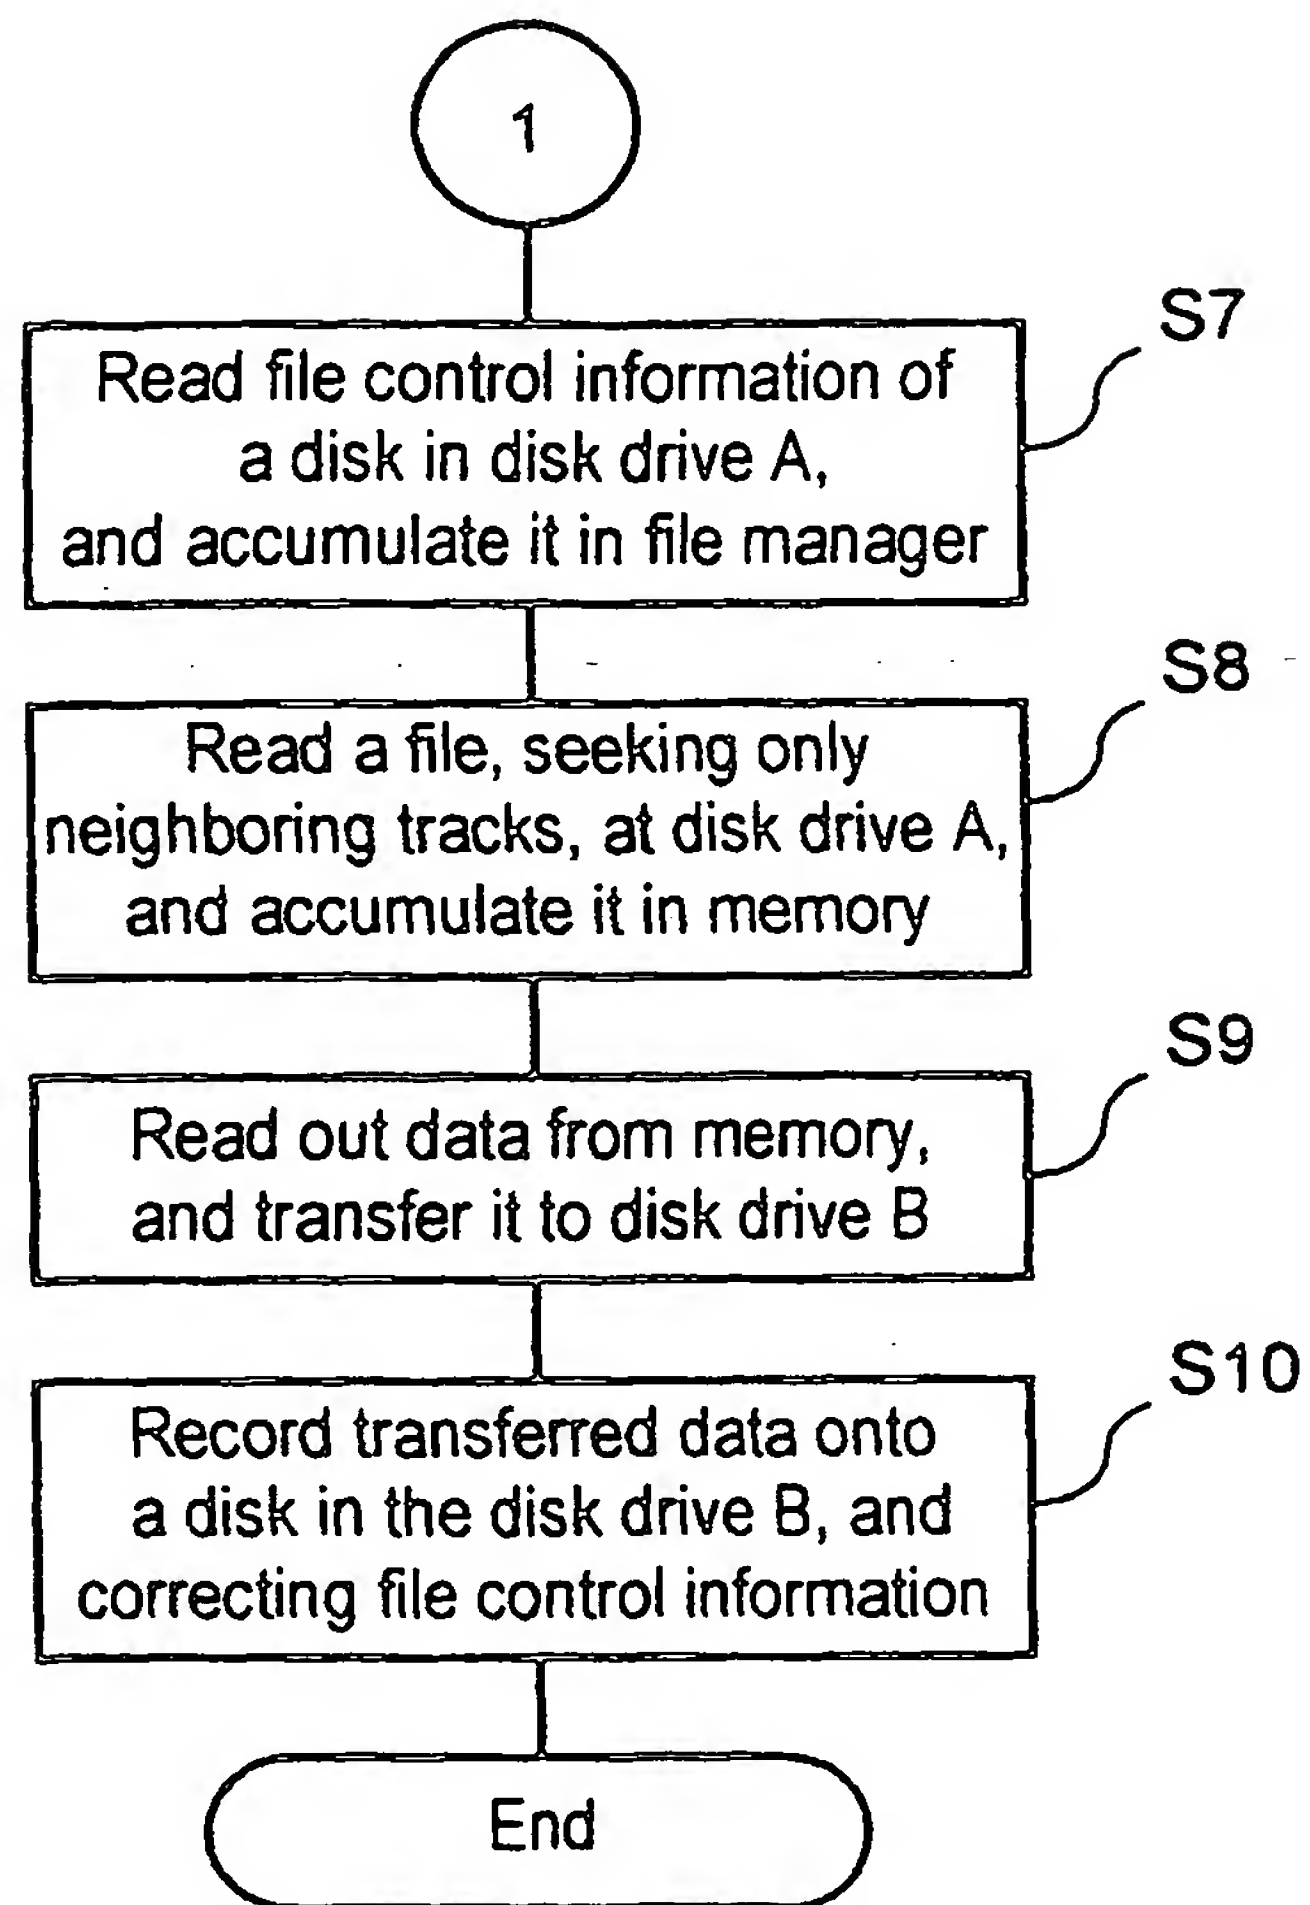 1
S7
Read file control information of
a disk in disk drive A,
and accumulate it in file manager
S8
Read a file, seeking only
neighboring tracks, at disk drive A,
and accumulate it in memory
S9
Read out data from memory,
and transfer it to disk drive B
S10
Record transferred data onto
a disk in the disk drive B, and
correcting file control information
End